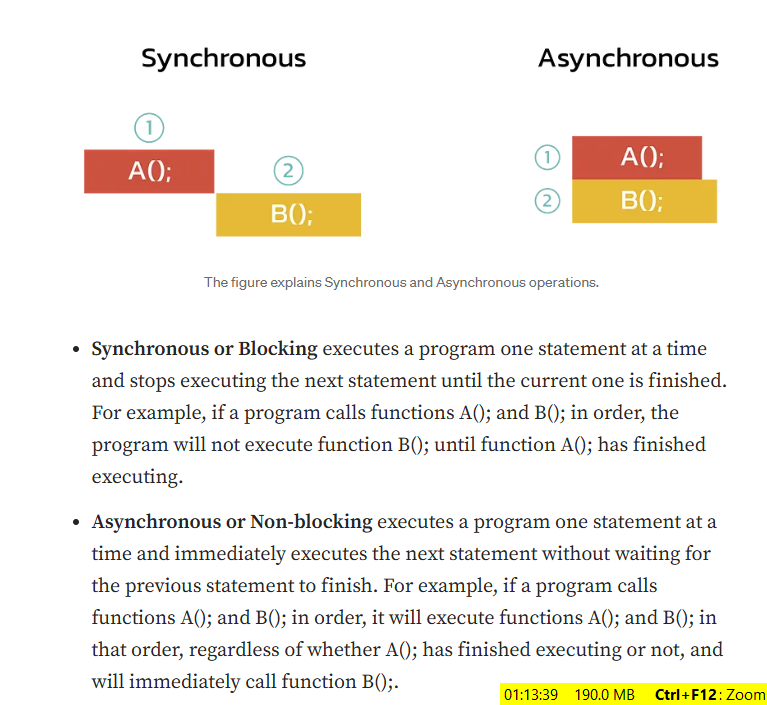 Synchronous
Asynchronous
1
A();
2
B();
1
A();
2
B();
The figure explains Synchronous and Asynchronous operations.
• Synchronous or Blocking executes a program one statement at a time
and stops executing the next statement until the current one is finished.
For example, if a program calls functions A(); and B(); in order, the
program will not execute function B(); until function A(); has finished
executing.
• Asynchronous or Non-blocking executes a program one statement at a
time and immediately executes the next statement without waiting for
the previous statement to finish. For example, if a program calls
functions A(); and B(); in order, it will execute functions A(); and B(); in
that order, regardless of whether A(); has finished executing or not, and
will immediately call function B();.
01:13:39 190.0 MB Ctrl+F12: Zoom